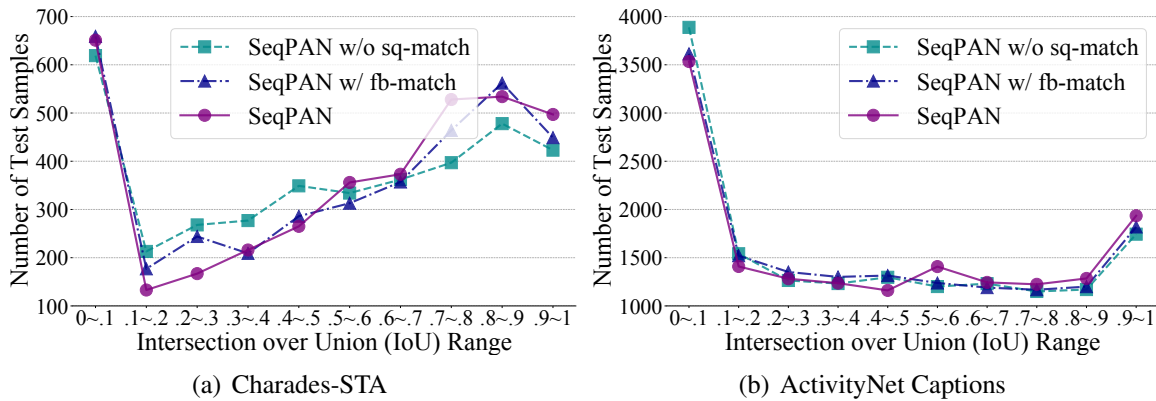 700
600
500
400
300
200
100
Number of Test Samples
SeqPAN w/o sq-match
SeqPAN w/ fb-match
SeqPAN
0~.1 .1~.2 .2~.3 .3~.4 .4~.5 .5~.6 .6~.7 .7~.8 .8~.9 .9~1
Intersection over Union (IoU) Range
(a) Charades-STA
4000
3500
3000
2500
2000
1500
1000
Number of Test Samples
SeqPAN w/o sq-match
SeqPAN w/ fb-match
SeqPAN
0~.1 .1~.2 .2~.3 .3~.4 .4~.5 .5~.6 .6~.7 .7~.8 .8~.9 .9~1
Intersection over Union (IoU) Range
(b) ActivityNet Captions